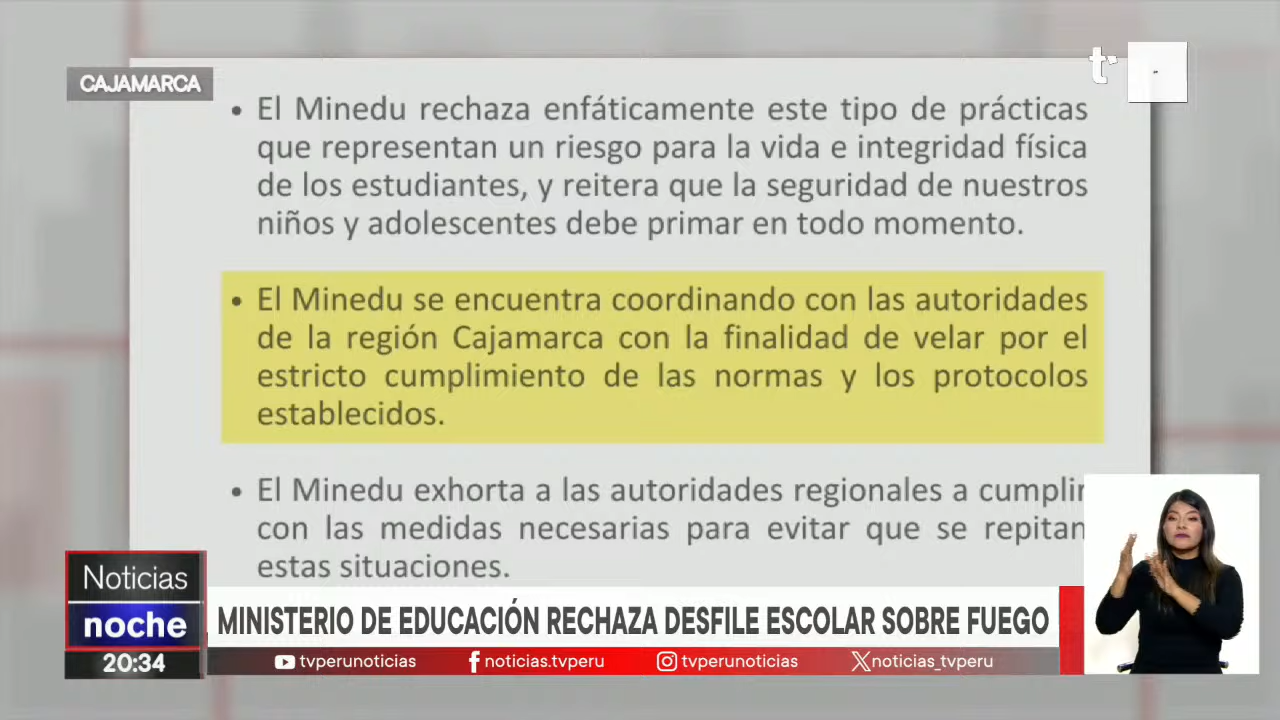 CAJAMARCA
t
• El Minedu rechaza enfáticamente este tipo de prácticas
que representan un riesgo para la vida e integridad física
de los estudiantes, y reitera que la seguridad de nuestros
niños y adolescentes debe primar en todo momento.
• El Minedu se encuentra coordinando con las autoridades
de la región Cajamarca con la finalidad de velar por el
estricto cumplimiento de las normas y los protocolos
establecidos.
• El Minedu exhorta a las autoridades regionales a cumplir
con las medidas necesarias para evitar que se repitan
estas situaciones.
Noticias
noche
20:34
MINISTERIO DE EDUCACIÓN RECHAZA DESFILE ESCOLAR SOBRE FUEGO
tvperunoticias noticias.tvperu tvperunoticias noticias_tvperu